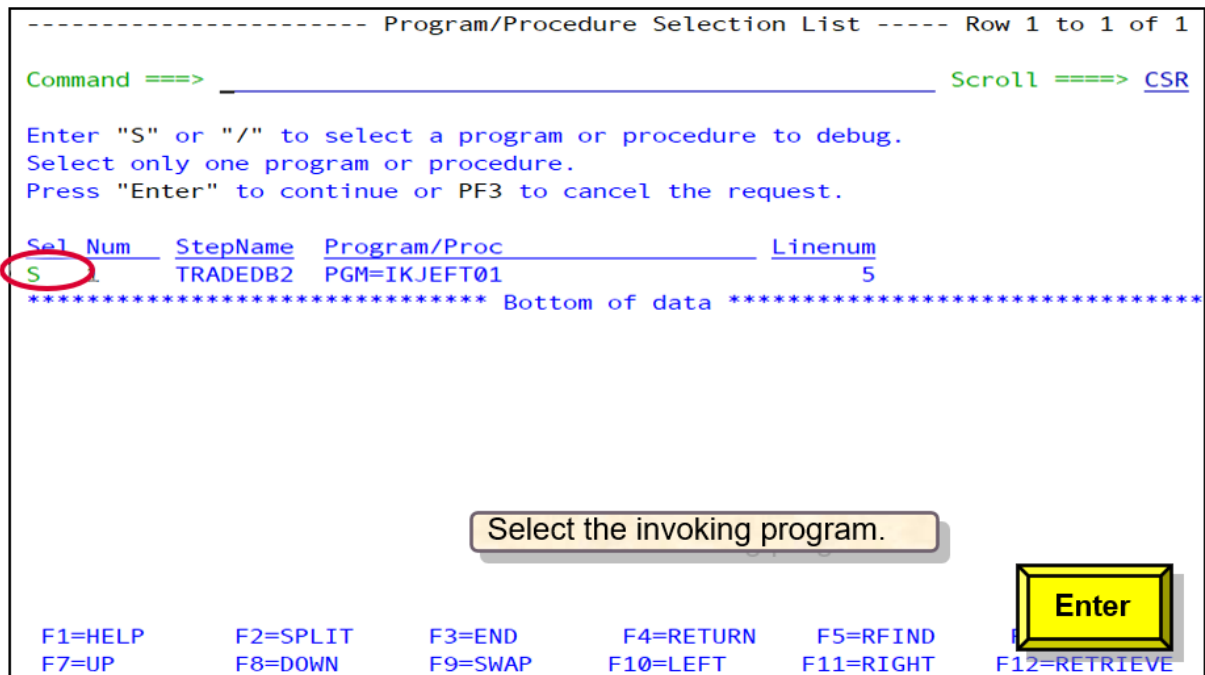 ----------------------- Program/Procedure Selection List ----- Row 1 to 1 of 1
Command ===> Scroll ====> CSR
Enter "S" or "/" to select a program or procedure to debug.
Select only one program or procedure.
Press "Enter" to continue or PF3 to cancel the request.
Sel Num StepName Program/Proc Linenum
S 1 TRADEDB2 PGM=IKJEFT01 5
******************************* Bottom of data ********************************
Select the invoking program.
Enter
F1=HELP F2=SPLIT F3=END F4=RETURN F5=RFIND
F7=UP F8=DOWN F9=SWAP F10=LEFT F11=RIGHT F12=RETRIEVE